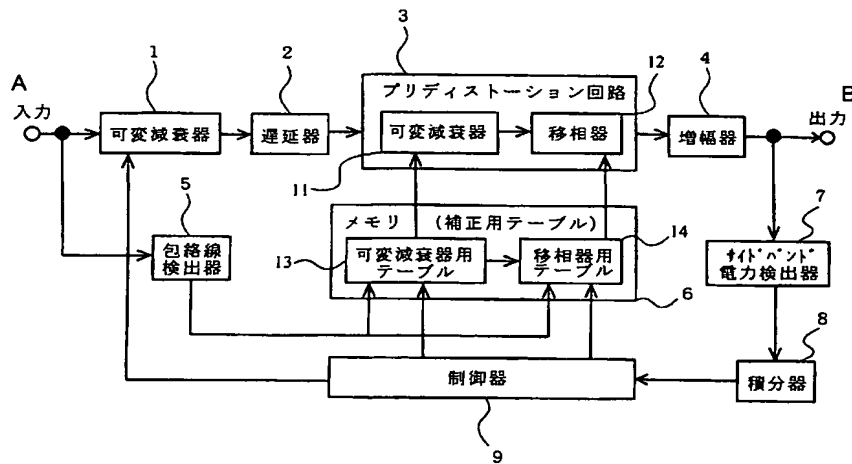 3
1
2
12
4
A
プリディストーション回路
B
入力
出力
可変減衰器
遅延器
可変減衰器
移相器
増幅器
11
5
7
メモリ (補正用テーブル)
14
包絡線
検出器
13
可変減衰器用
テーブル
移相器用
テーブル
サイドバンド
電力検出器
6
8
制御器
積分器
9